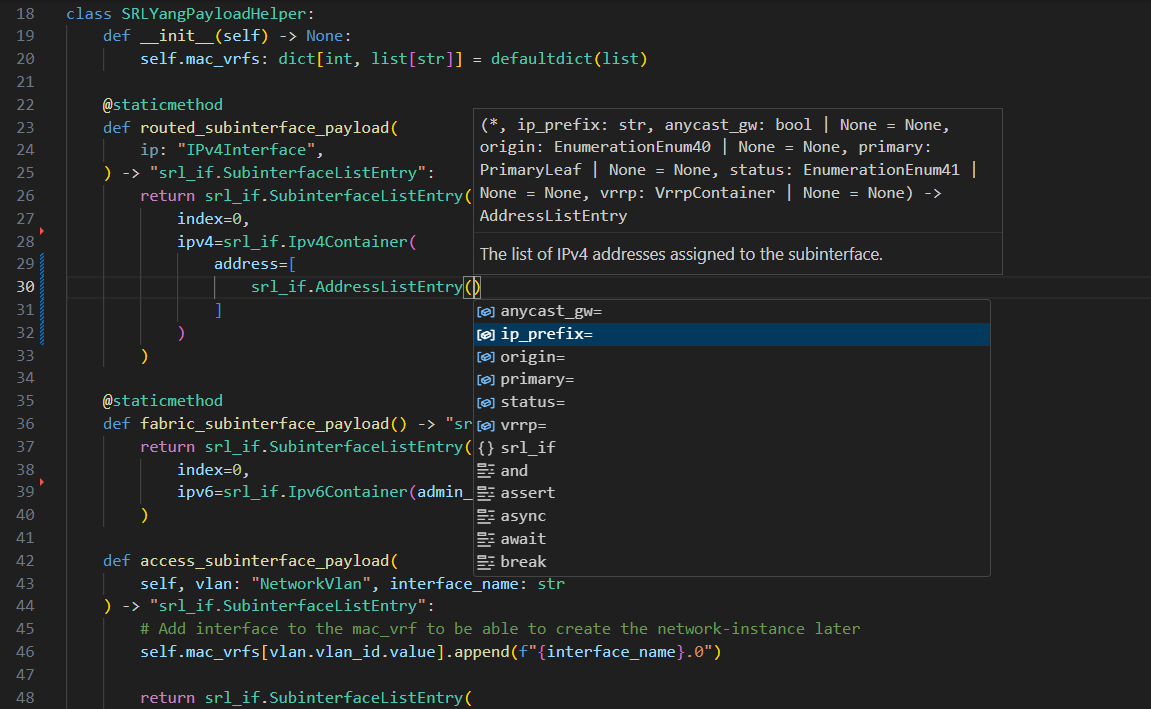 18 class SRLYangPayloadHelper:
19     def __init__(self) -> None:
20         self.mac_vrfs: dict[int, list[str]] = defaultdict(list)
21
22     @staticmethod
23     def routed_subinterface_payload(
24         ip: "IPv4Interface",
25     ) -> "srl_if.SubinterfaceListEntry":
26         return srl_if.SubinterfaceListEntry(
27             index=0,
28             ipv4=srl_if.Ipv4Container(
29                 address=[
30                     srl_if.AddressListEntry()
31                 ]
32             )
33         )
34
35     @staticmethod
36     def fabric_subinterface_payload() -> "sr
37         return srl_if.SubinterfaceListEntry(
38             index=0,
39             ipv6=srl_if.Ipv6Container(admin_
40         )
41
42     def access_subinterface_payload(
43         self, vlan: "NetworkVlan", interface_name: str
44     ) -> "srl_if.SubinterfaceListEntry":
45         # Add interface to the mac_vrf to be able to create the network-instance later
46         self.mac_vrfs[vlan.vlan_id.value].append(f"{interface_name}.0")
47
48         return srl_if.SubinterfaceListEntry(
(*, ip_prefix: str, anycast_gw: bool | None = None,
origin: EnumerationEnum40 | None = None, primary:
PrimaryLeaf | None = None, status: EnumerationEnum41 |
None = None, vrrp: VrrpContainer | None = None) ->
AddressListEntry
The list of IPv4 addresses assigned to the subinterface.
anycast_gw=
ip_prefix=
origin=
primary=
status=
vrrp=
{} srl_if
and
assert
async
await
break